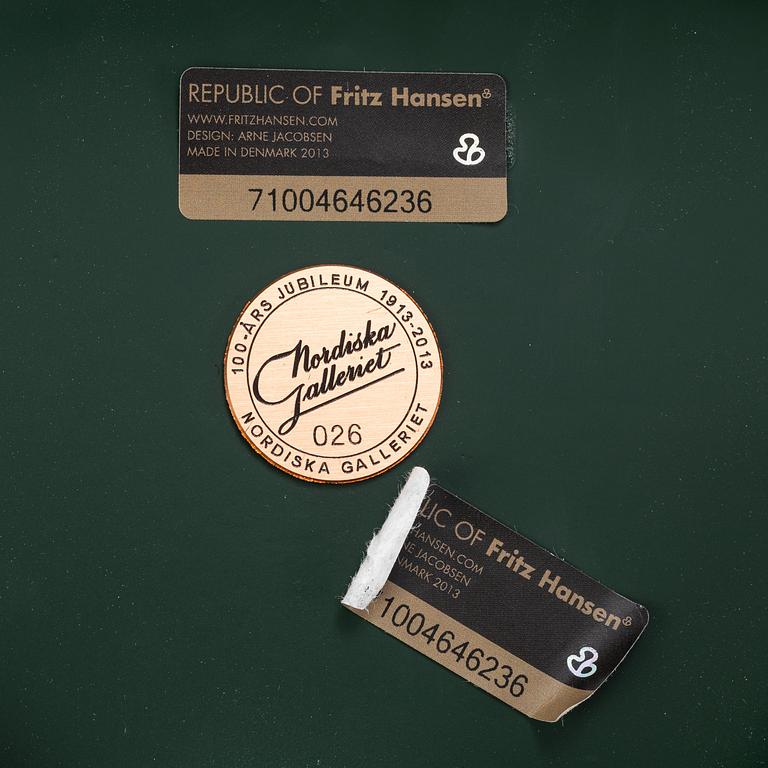 REPUBLIC OF Fritz Hansen
WWW.FRITZHANSEN.COM
DESIGN: ARNE JACOBSEN
MADE IN DENMARK 2013
71004646236
100-ÅRS JUBILEUM 1913-2013
Nordiska
Galleriet
026
NORDISKA GALLERIET
LIC OF Fritz Hansen
HANSEN.COM
NE JACOBSEN
NMARK 2013
1004646236